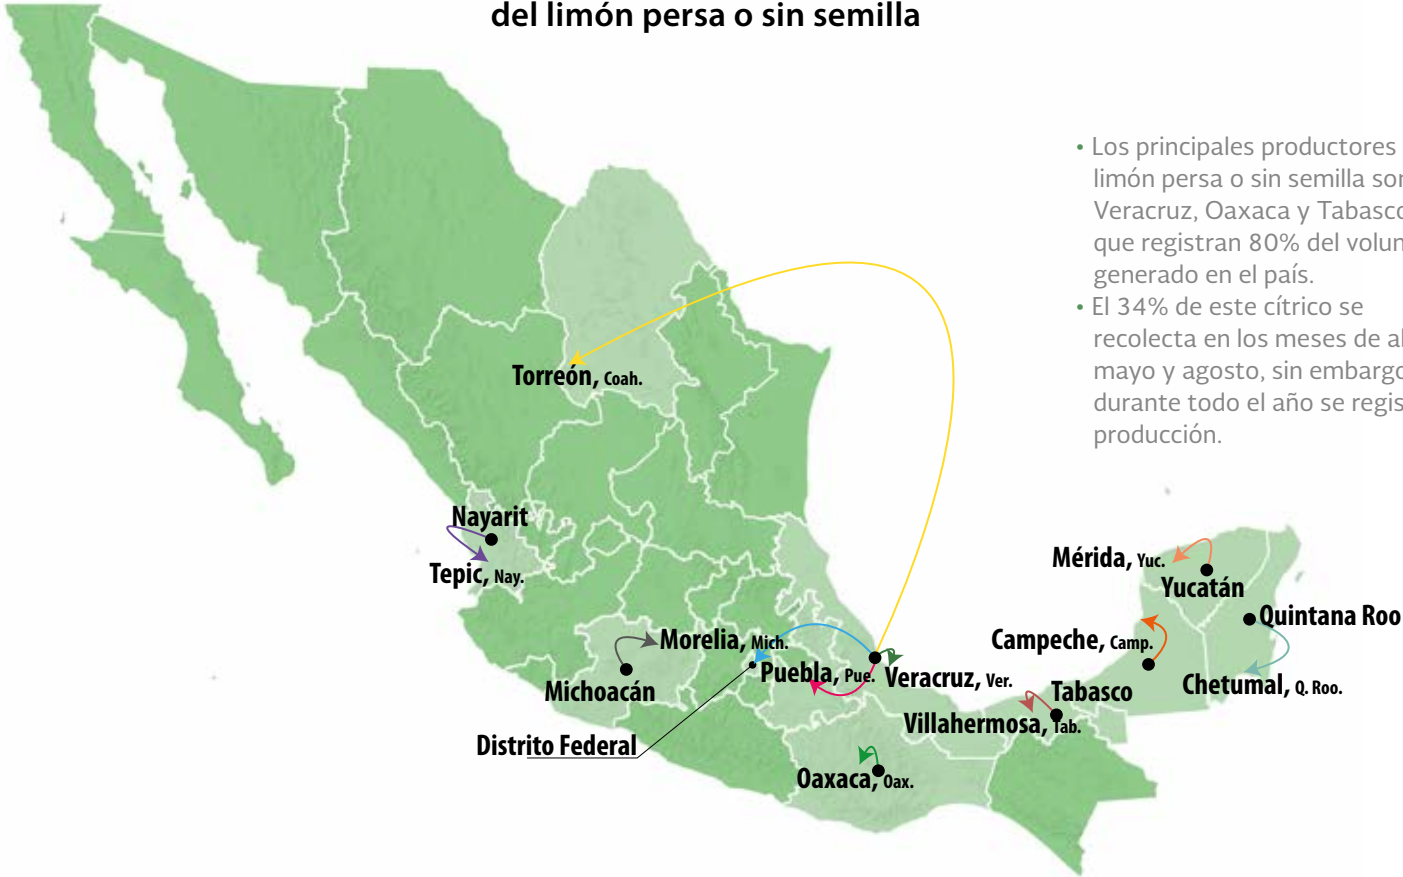 del limón persa o sin semilla
• Los principales productores
limón persa o sin semilla
Veracruz, Oaxaca y Tabasco
que registran 80% del
generado en el país.
• El 34% de este cítrico se
recolecta en los meses de
mayo y agosto, sin embargo
durante todo el año se
producción.
Torreón, Coah.
Nayarit
Tepic, Nay.
Mérida, Yuc.
Yucatán
Quintana Roo
Campeche, Camp.
Chetumal, Q. Roo.
Morelia, Mich.
Michoacán
Puebla, Pue.
Veracruz, Ver.
Tabasco
Villahermosa, Tab.
Distrito Federal
Oaxaca, Oax.